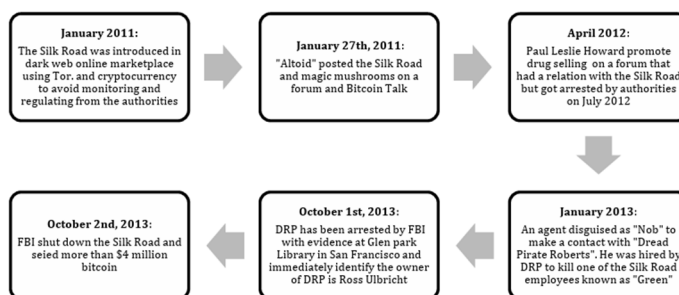 January 2011:
The Silk Road was introduced in
dark web online marketplace
using Tor. and cryptocurrency
to avoid monitoring and
regulating from the authorities
January 27th, 2011:
"Altoid" posted the Silk Road
and magic mushrooms on a
forum and Bitcoin Talk
April 2012:
Paul Leslie Howard promote
drug selling on a forum that
had a relation with the Silk Road
but got arrested by authorities
on July 2012
January 2013:
An agent disguised as "Nob" to
make a contact with "Dread
Pirate Roberts". He was hired by
DRP to kill one of the Silk Road
employees known as "Green"
October 1st, 2013:
DRP has been arrested by FBI
with evidence at Glen park
Library in San Francisco and
immediately identify the owner
of DRP is Ross Ulbricht
October 2nd, 2013:
FBI shut down the Silk Road and
seied more than $4 million
bitcoin